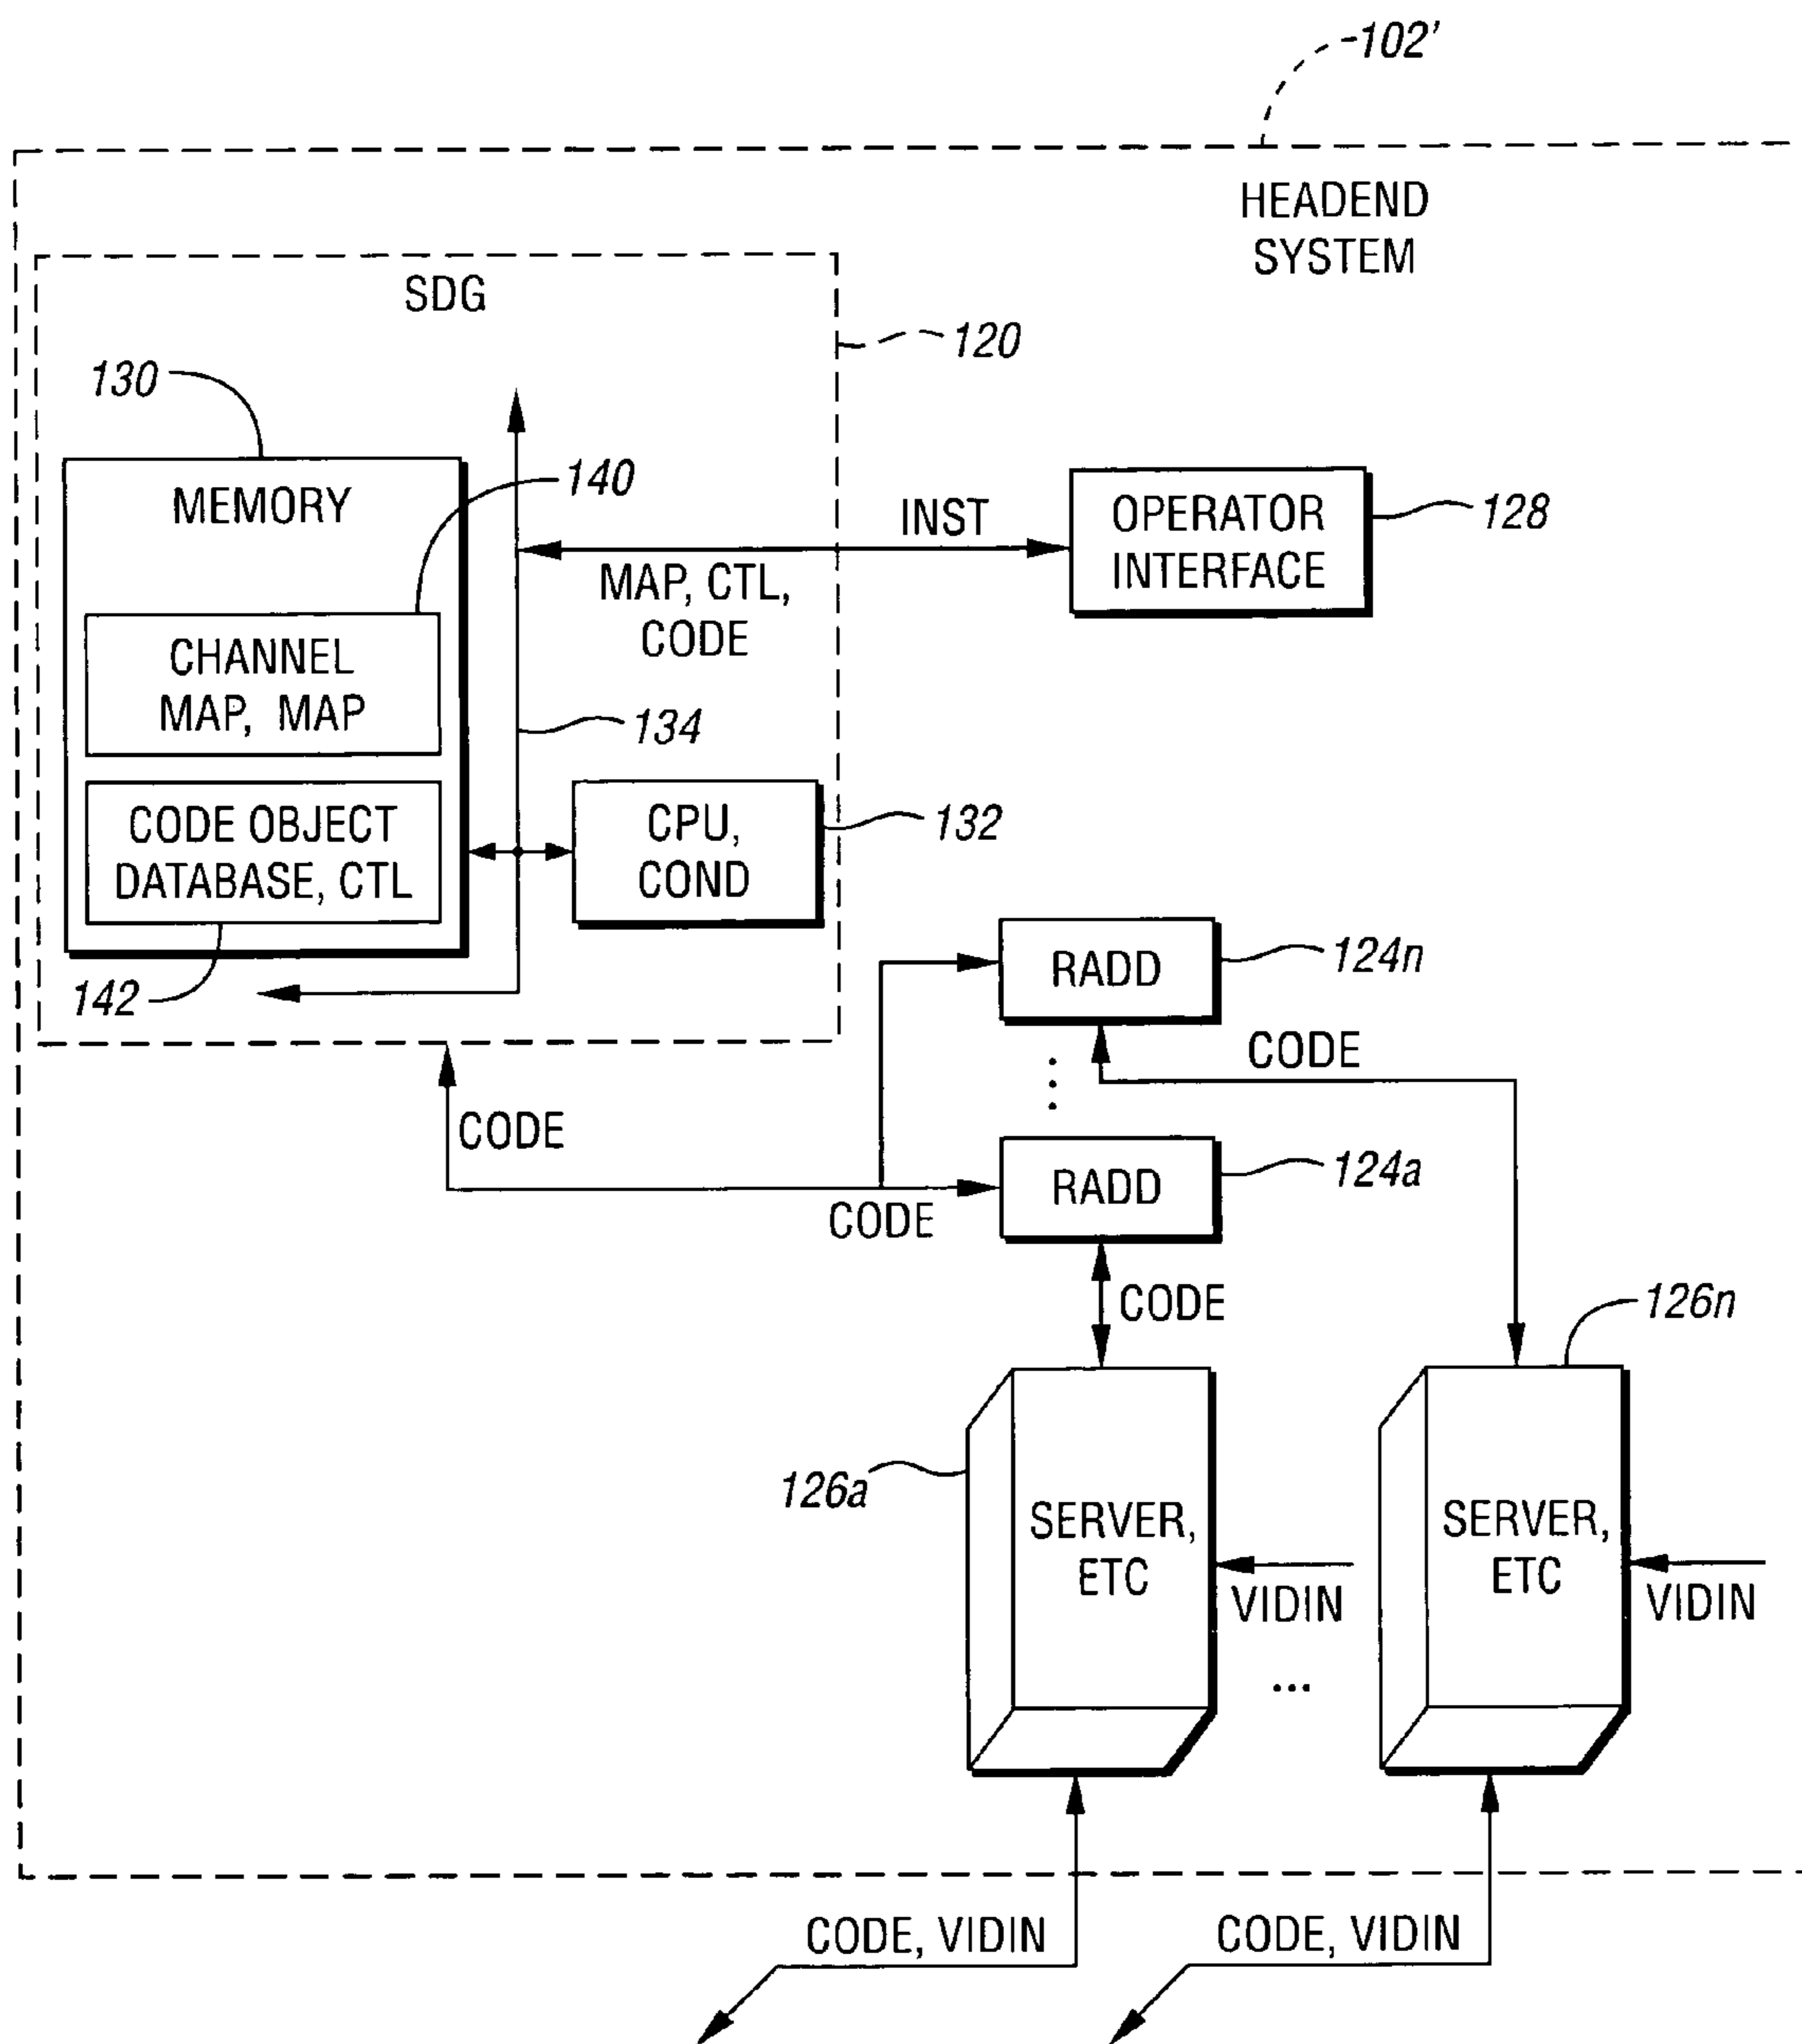 102'
HEADEND
SYSTEM
SDG
120
130
MEMORY
140
INST
OPERATOR
INTERFACE
128
MAP, CTL,
CODE
CHANNEL
MAP, MAP
134
CODE OBJECT
DATABASE, CTL
CPU,
COND
132
142
RADD
124n
CODE
CODE
RADD
124a
CODE
CODE
126n
126a
SERVER,
ETC
SERVER,
ETC
VIDIN
VIDIN
...
CODE, VIDIN
CODE, VIDIN